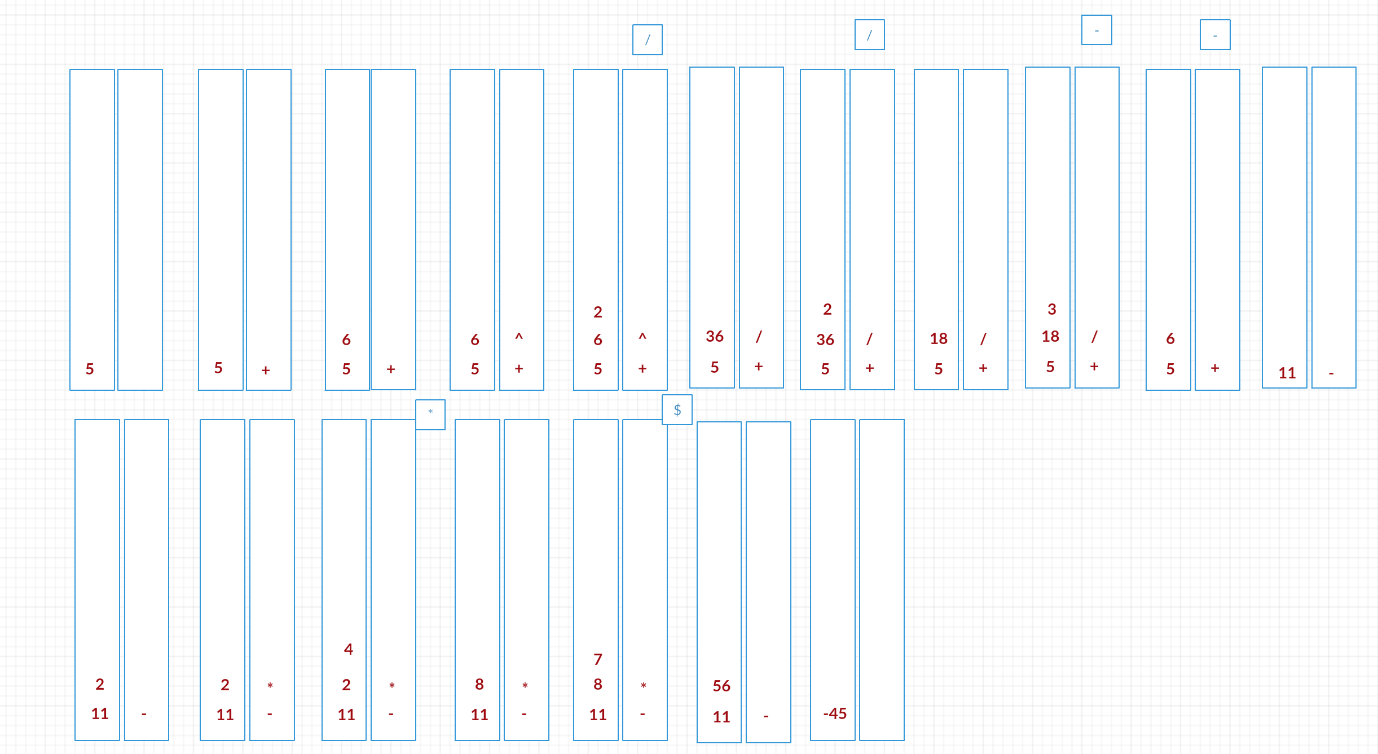 / / - -
2 3
6 6 ^ 6 ^ 36 / 36 / 18 / 18 / 6
5 5 + 5 + 5 + 5 + 5 + 5 + 5 + 5 + 5 + 11 -
* $
4 7
2 2 * 2 * 8 * 8 * 56
11 - 11 - 11 - 11 - 11 - 11 - -45